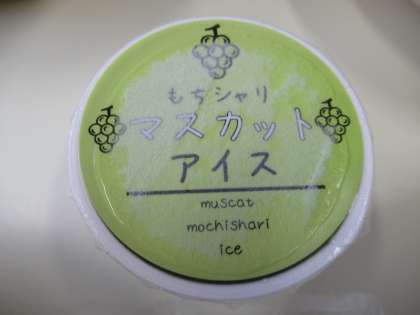 もちシャリ
マスカット
アイス
muscat
mochishari
ice